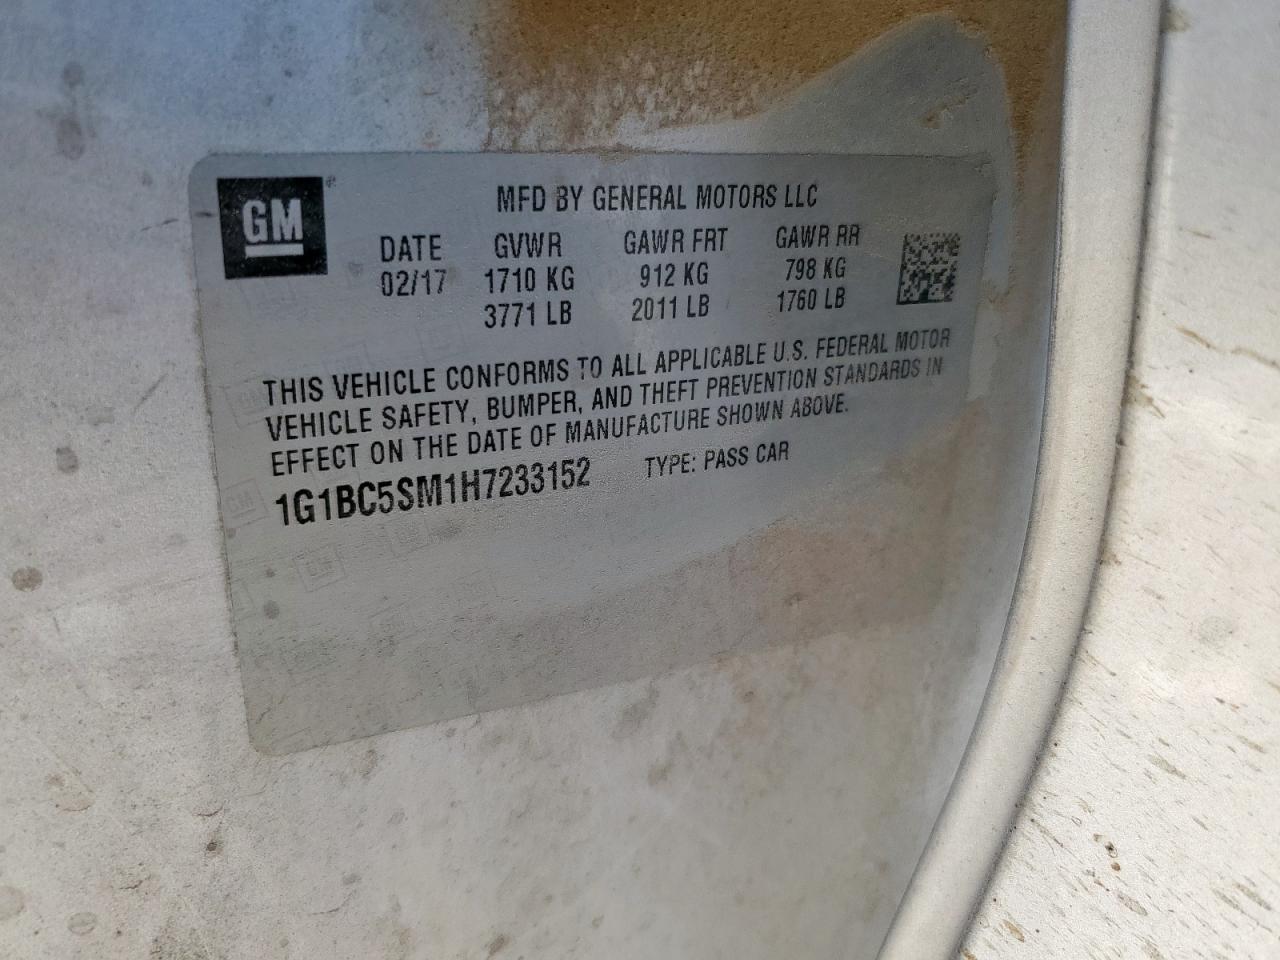 GM
MFD BY GENERAL MOTORS LLC
DATE GVWR GAWR FRT GAWR RR
02/17 1710 KG 912 KG 798 KG
3771 LB 2011 LB 1760 LB
THIS VEHICLE CONFORMS TO ALL APPLICABLE U.S. FEDERAL MOTOR
VEHICLE SAFETY, BUMPER, AND THEFT PREVENTION STANDARDS IN
EFFECT ON THE DATE OF MANUFACTURE SHOWN ABOVE.
1G1BC5SM1H7233152 TYPE: PASS CAR